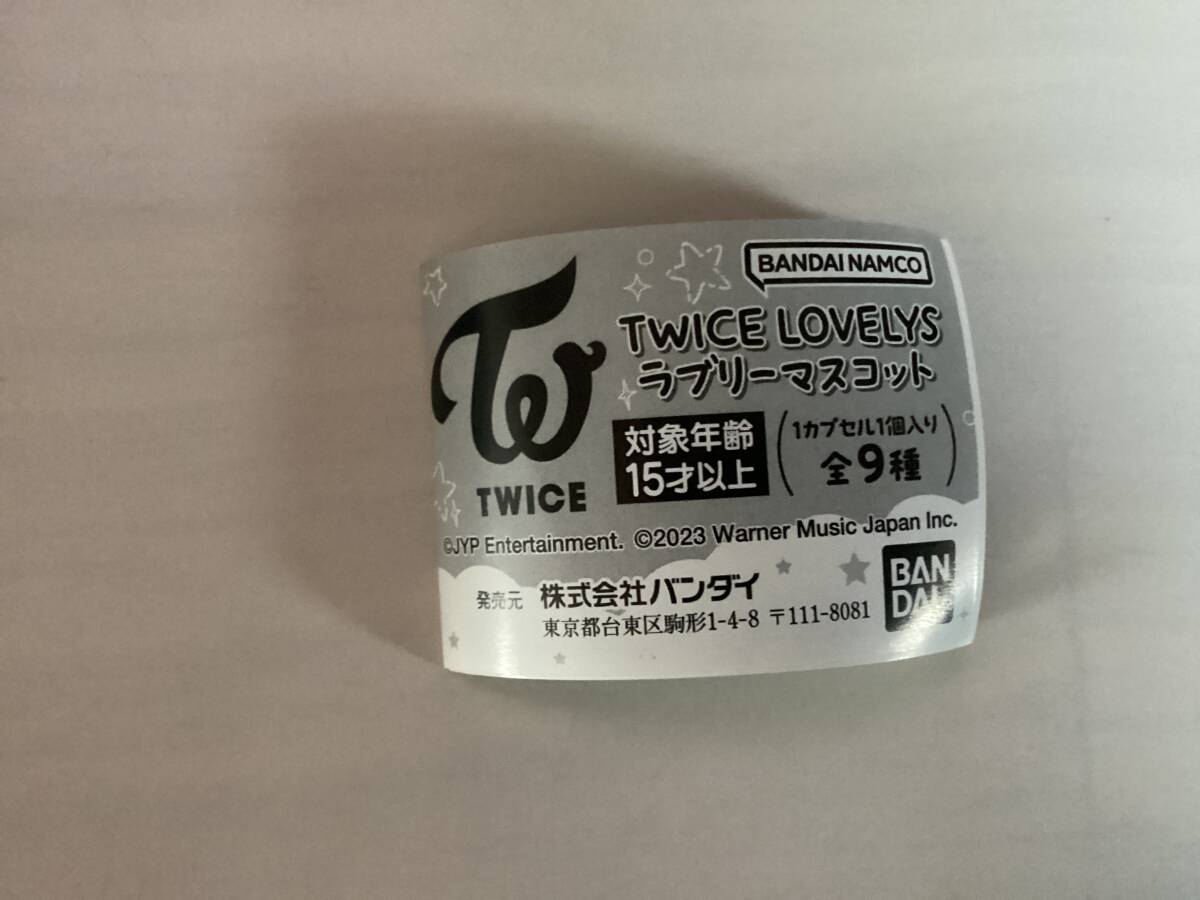 BANDAI NAMCO
TWICE LOVELYS
ラブリーマスコット
TWICE
対象年齢
15才以上
(1カプセル1個入り
全9種)
©JYP Entertainment. ©2023 Warner Music Japan Inc.
発売元 株式会社バンダイ
東京都台東区駒形1-4-8 〒111-8081
BAN
DAI